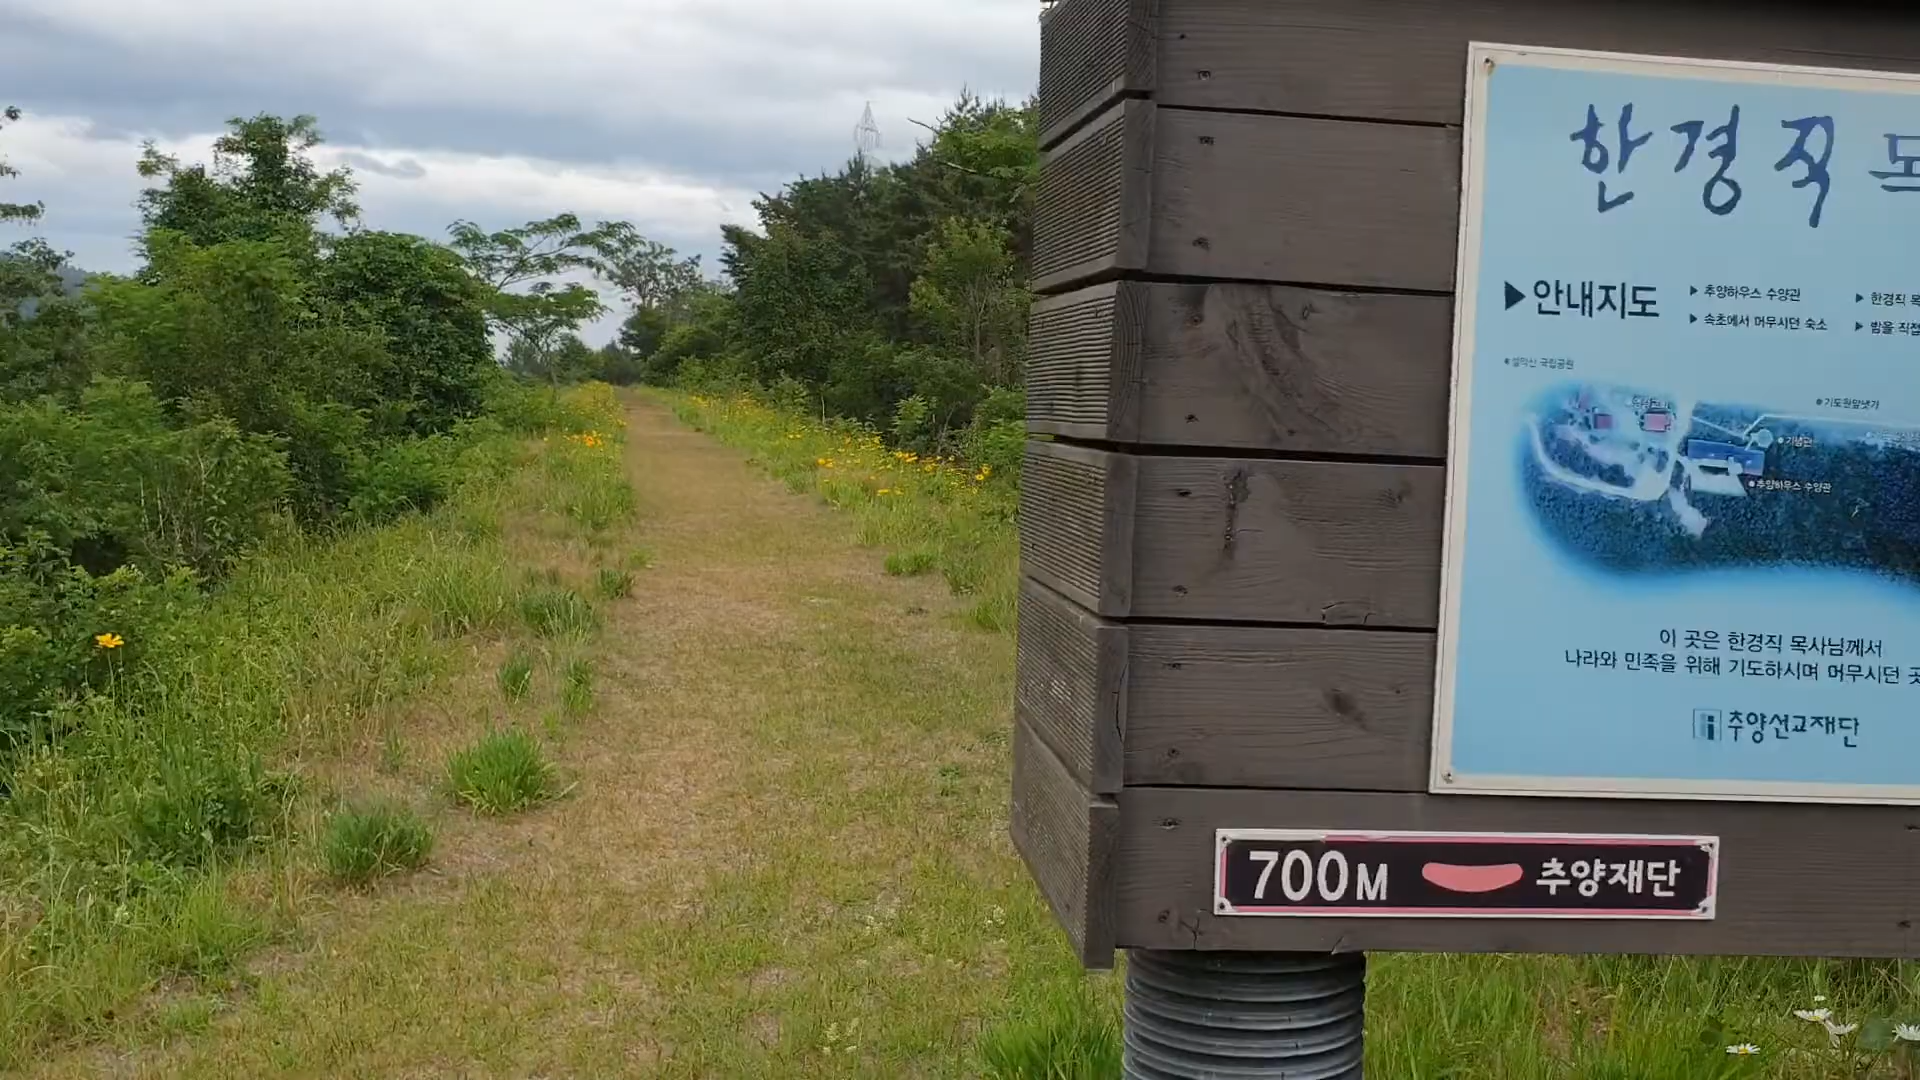 한경직
▶안내지도
▶ 추양하우스 수양관
▶ 한경직
▶ 속초에서 머무시던 숙소
▶ 밤을 직접
설악산 국립공원
기도원앞냇가
기념관
추양하우스 수양관
이 곳은 한경직 목사님께서
나라와 민족을 위해 기도하시며 머무시던
추양선교재단
700M 추양재단